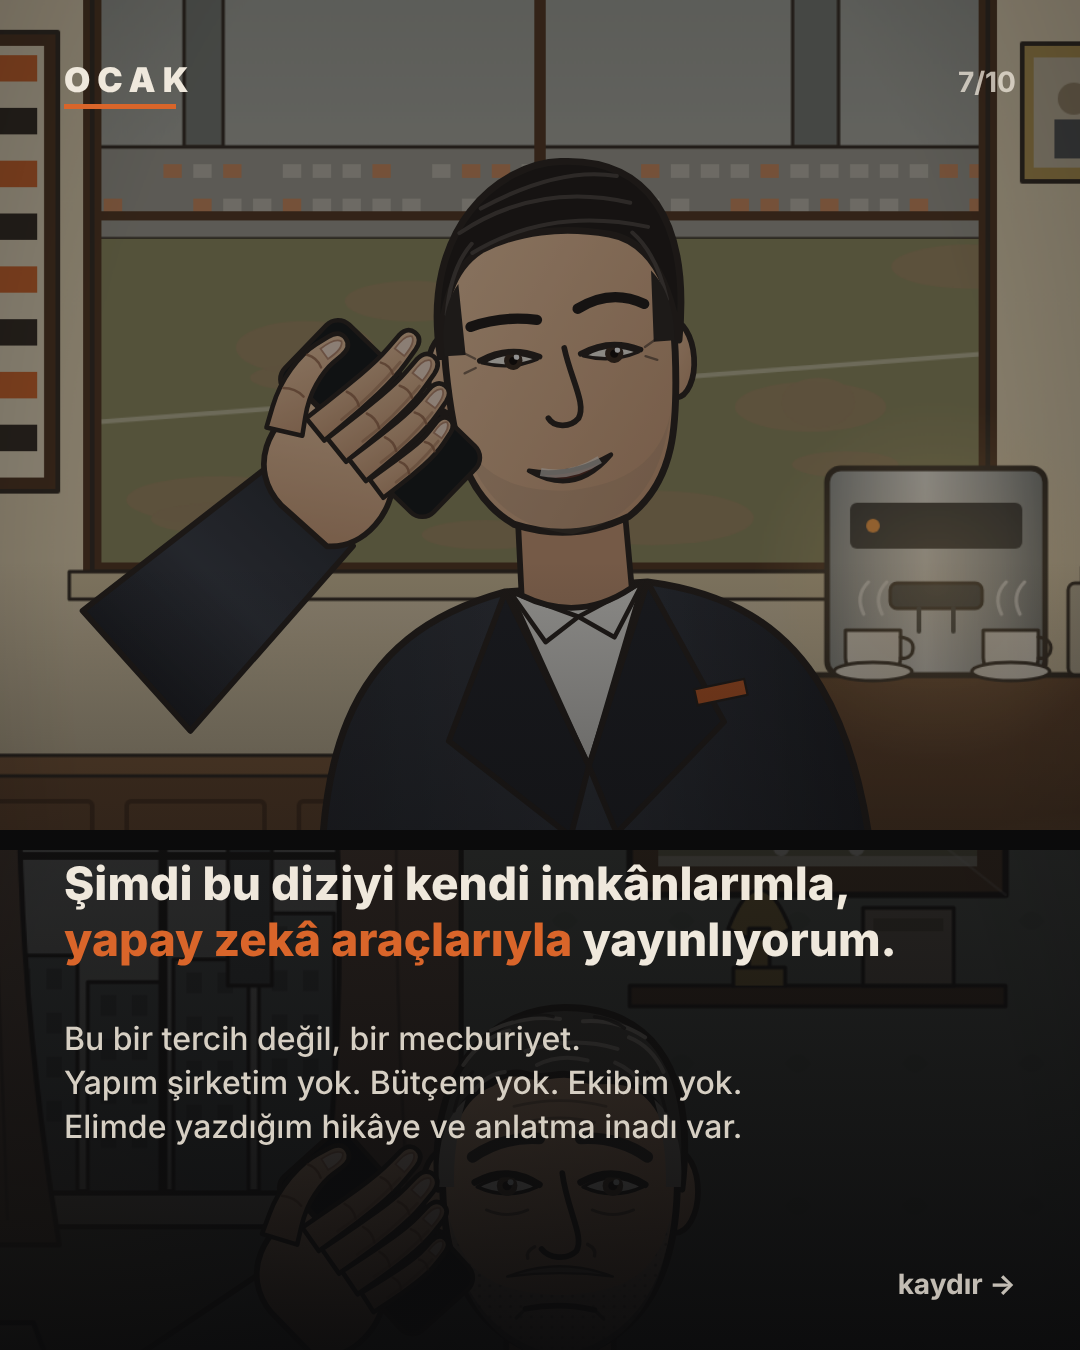 OCAK
7/10
Şimdi bu diziyi kendi imkânlarımla,
yapay zekâ araçlarıyla yayınlıyorum.
Bu bir tercih değil, bir mecburiyet.
Yapım şirketim yok. Bütçem yok. Ekibim yok.
Elimde yazdığım hikâye ve anlatma inadı var.
kaydır →